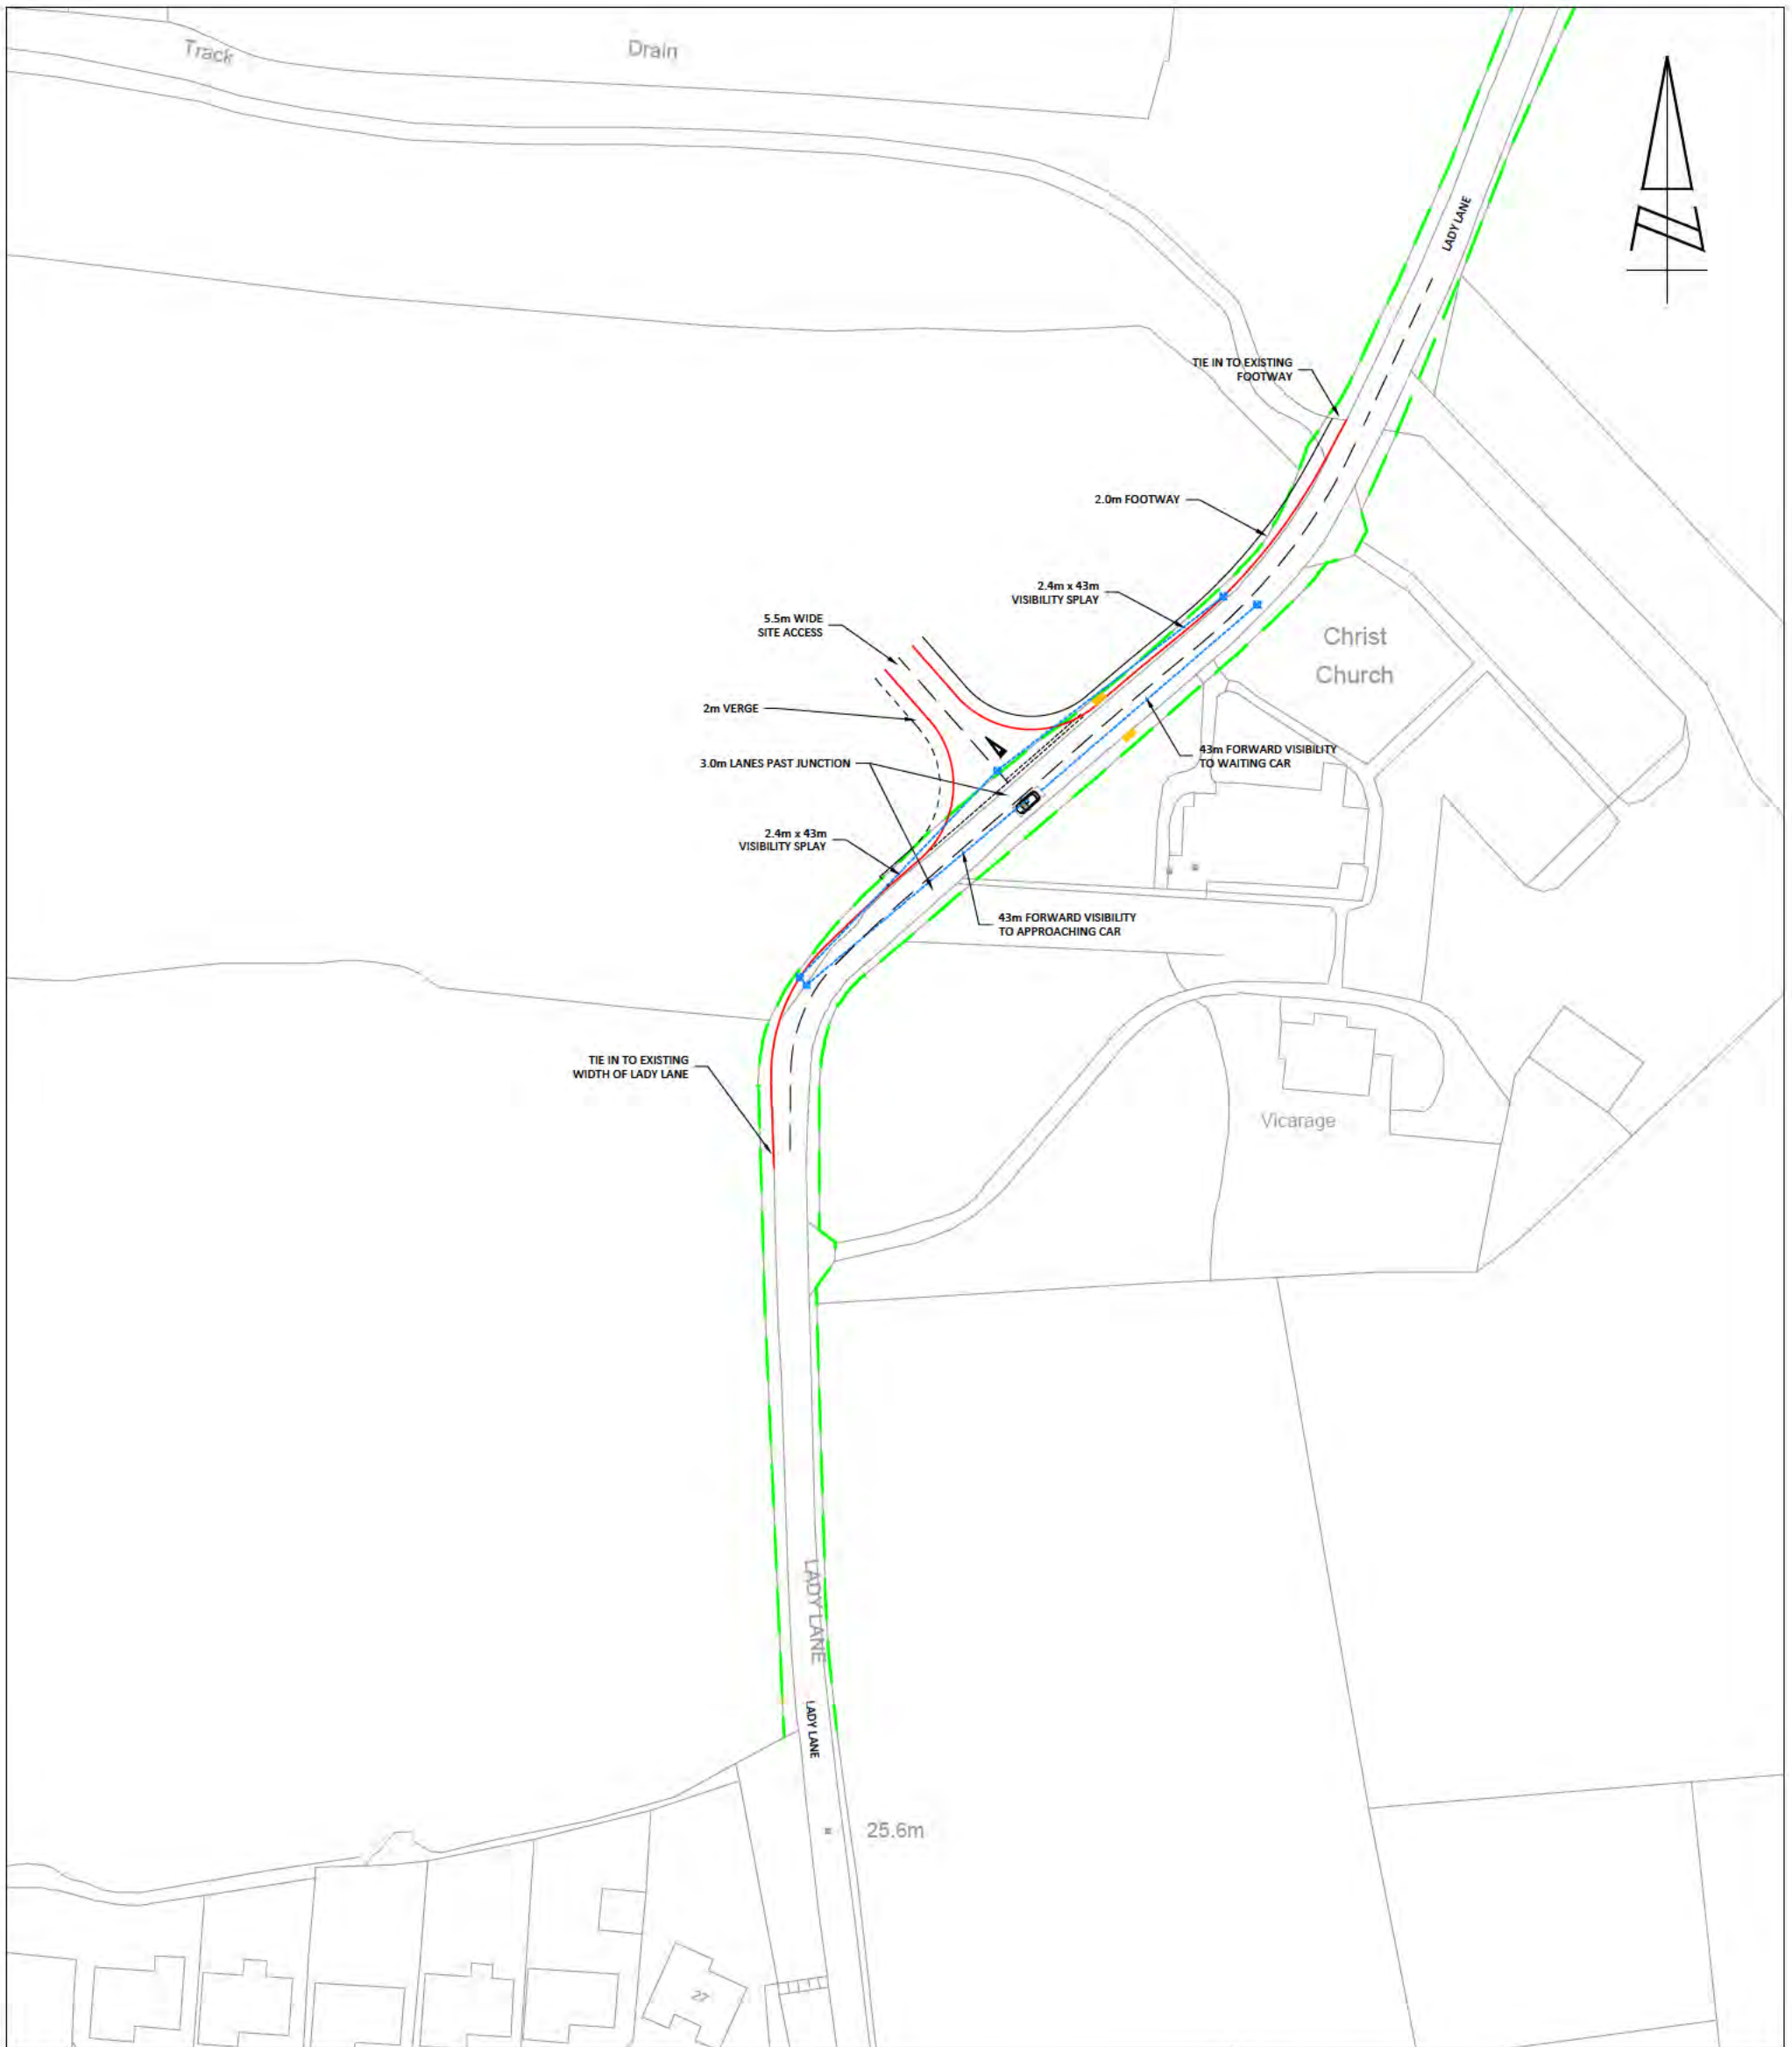 Track
Drain
LADY LANE
TIE IN TO EXISTING
FOOTWAY
2.0m FOOTWAY
2.4m x 43m
VISIBILITY SPLAY
5.5m WIDE
SITE ACCESS
Christ
Church
2m VERGE
43m FORWARD VISIBILITY
TO WAITING CAR
3.0m LANES PAST JUNCTION
2.4m x 43m
VISIBILITY SPLAY
43m FORWARD VISIBILITY
TO APPROACHING CAR
TIE IN TO EXISTING
WIDTH OF LADY LANE
Vicarage
LADY LANE
LADY LANE
25.6m
27
N